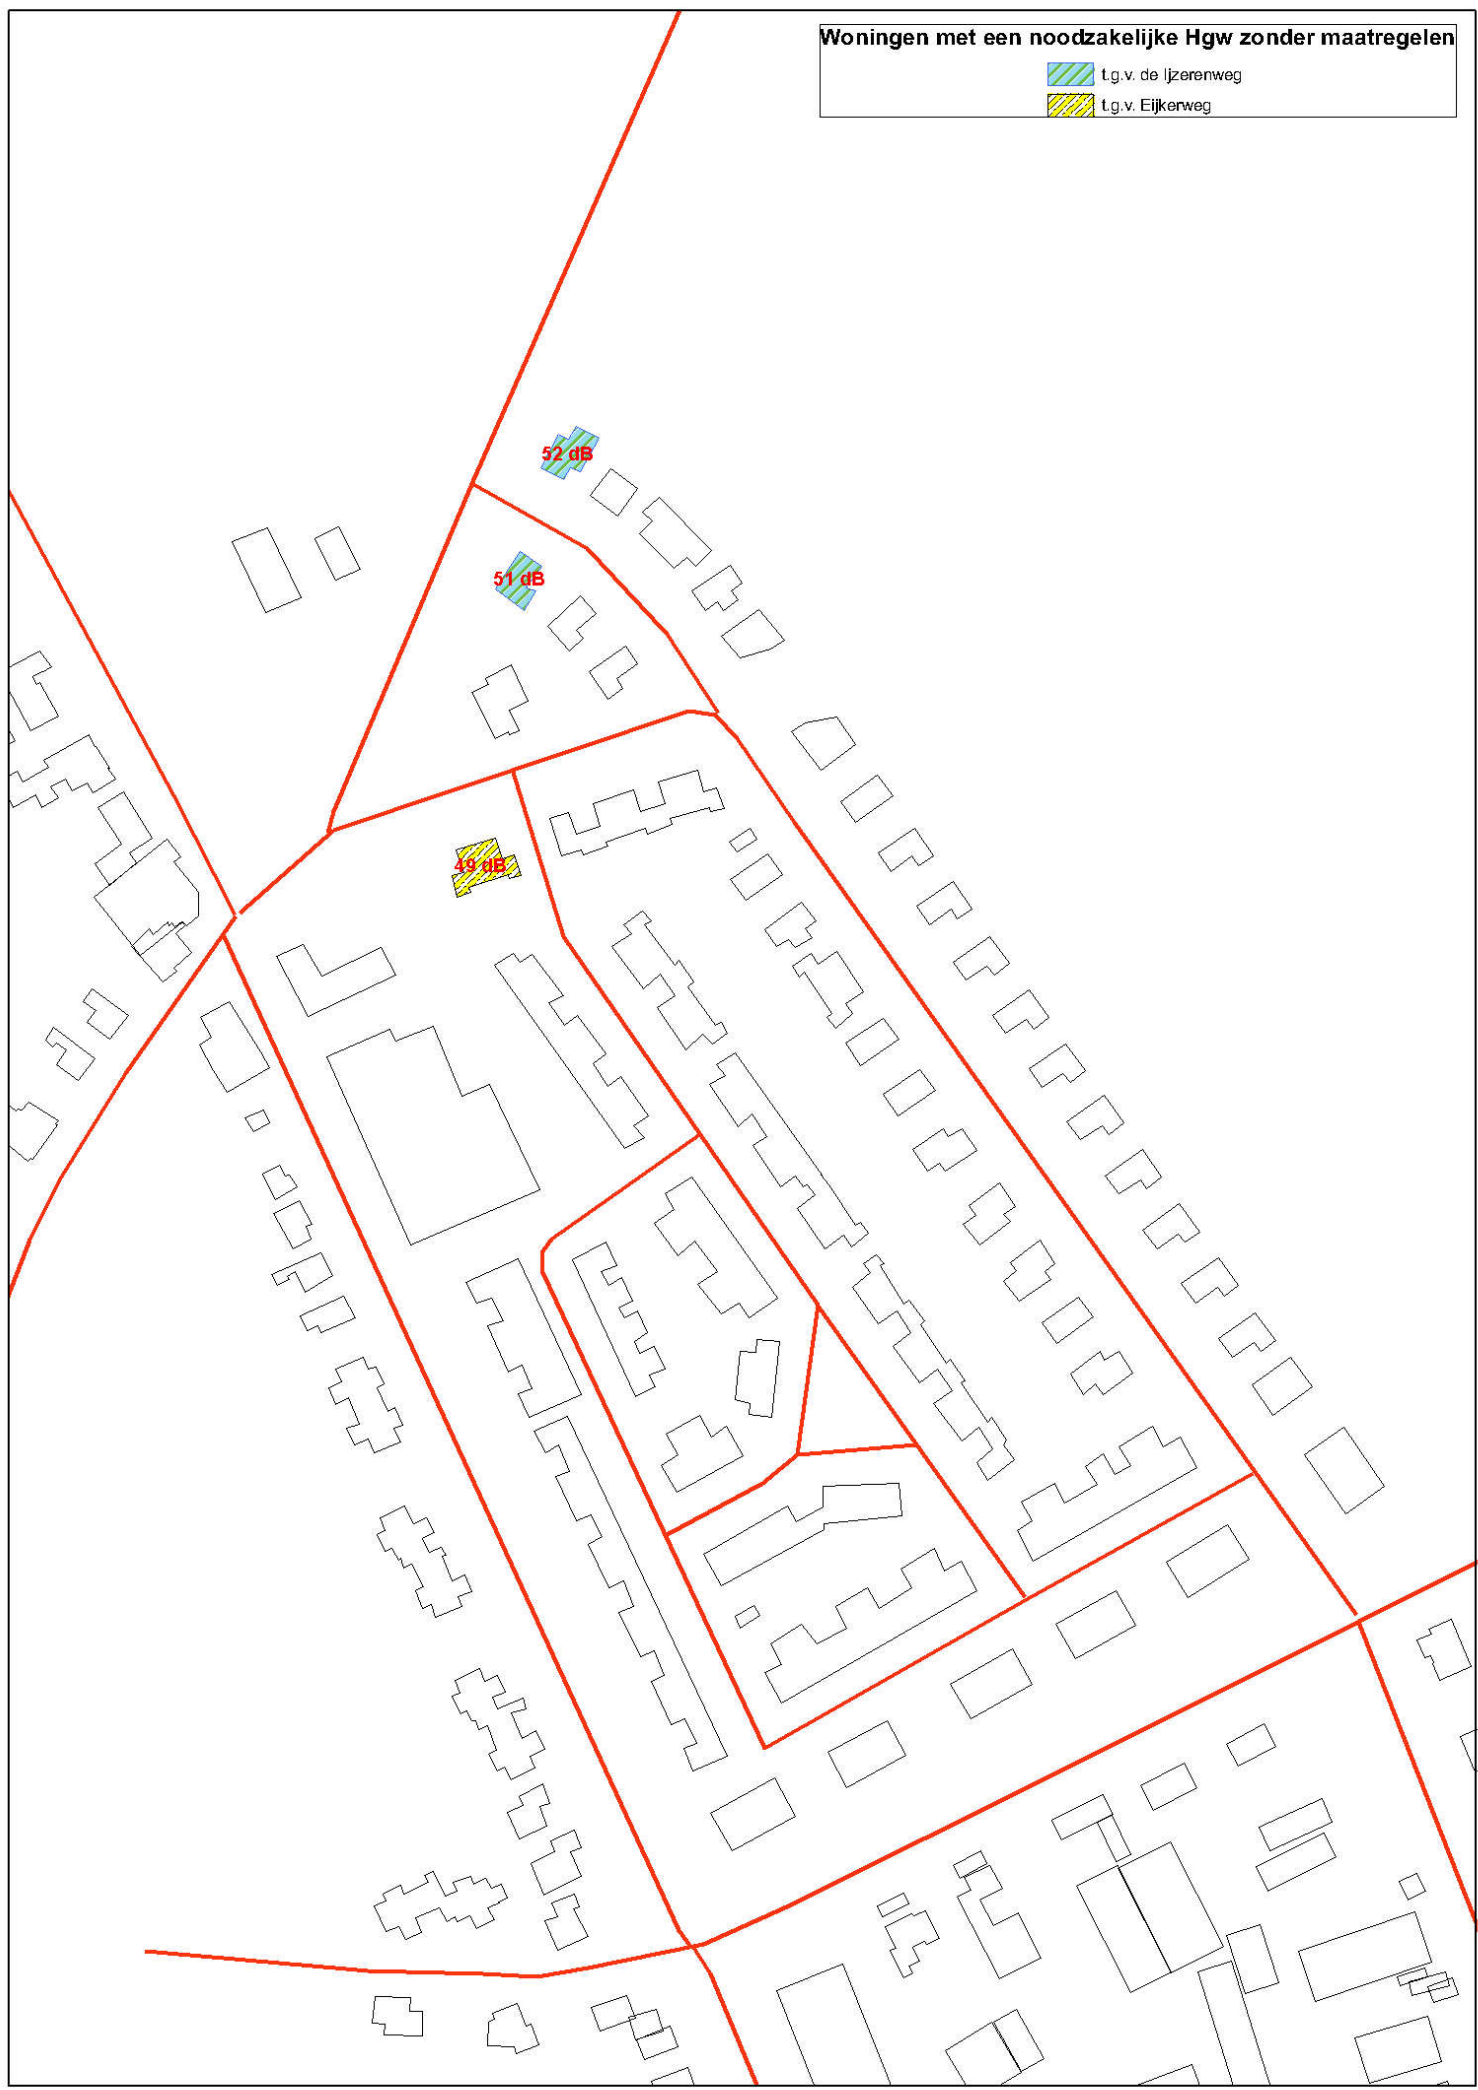 Woningen met een noodzakelijke Hgw zonder maatregelen
t.g.v. de Ijzerenweg
t.g.v. Eijkerweg
52 dB
51 dB
49 dB